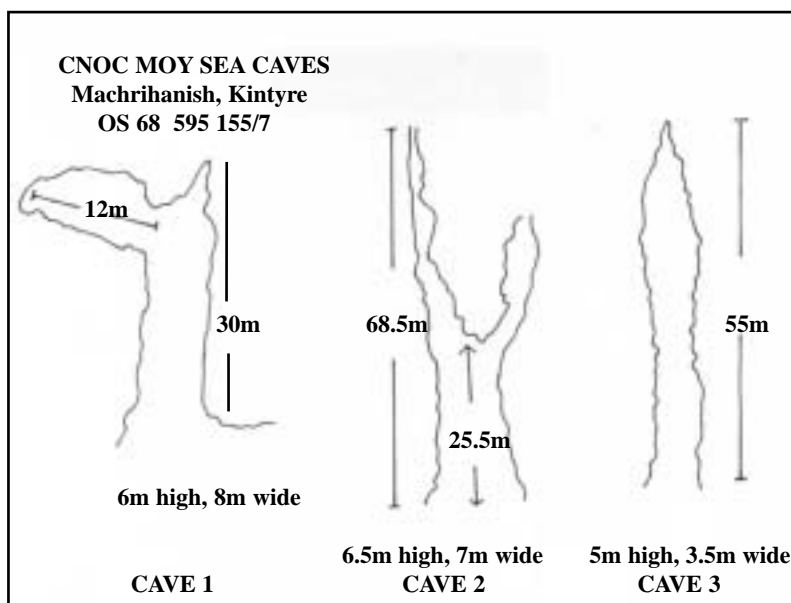 CNOC MOY SEA CAVES
Machrihanish, Kintyre
OS 68 595 155/7
12m
30m
6m high, 8m wide
CAVE 1
68.5m
25.5m
6.5m high, 7m wide
CAVE 2
55m
5m high, 3.5m wide
CAVE 3